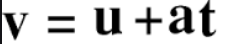 v = u +at